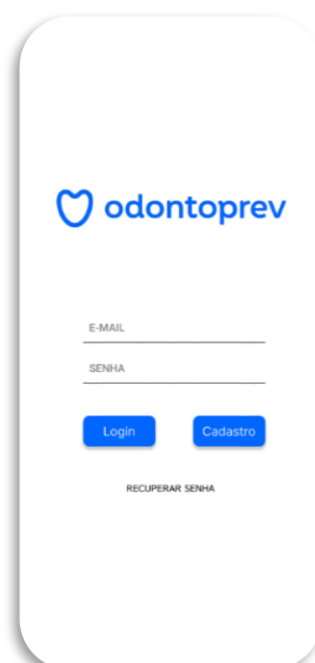 odontoprev
E-MAIL
SENHA
Login Cadastro
RECUPERAR SENHA